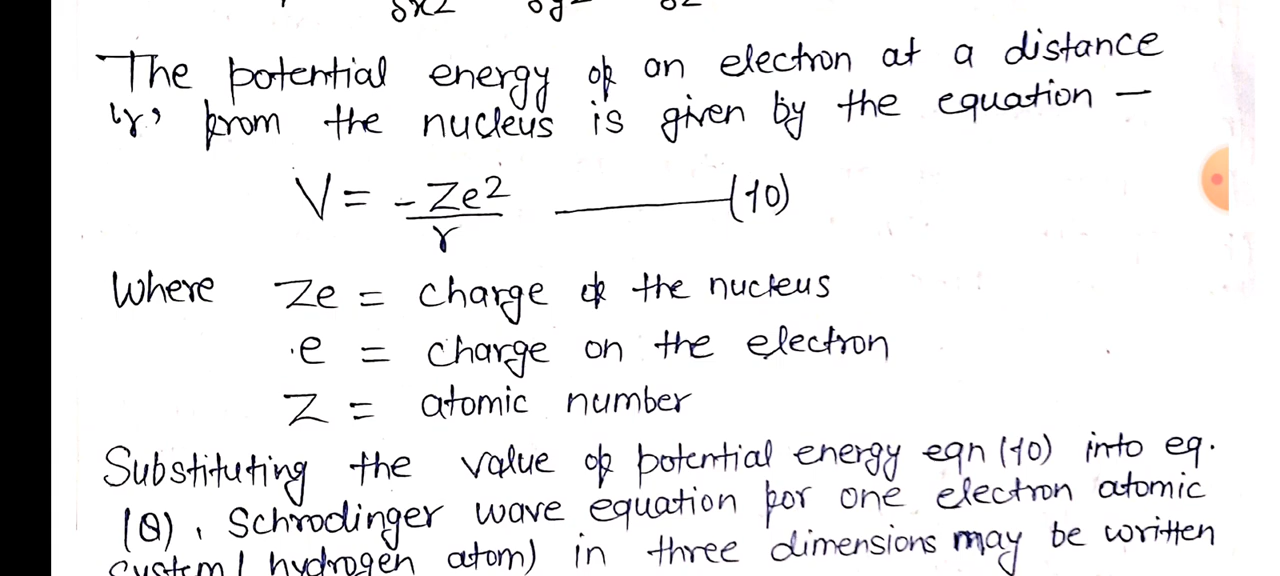 The potential energy of an electron at a distance
'r' from the nucleus is given by the equation —
V = -Ze2/r ———(10)
Where Ze = charge of the nucleus
e = charge on the electron
Z = atomic number
Substituting the value of potential energy eqn (10) into eq.
(8), Schrodinger wave equation for one electron atomic
system (hydrogen atom) in three dimensions may be written